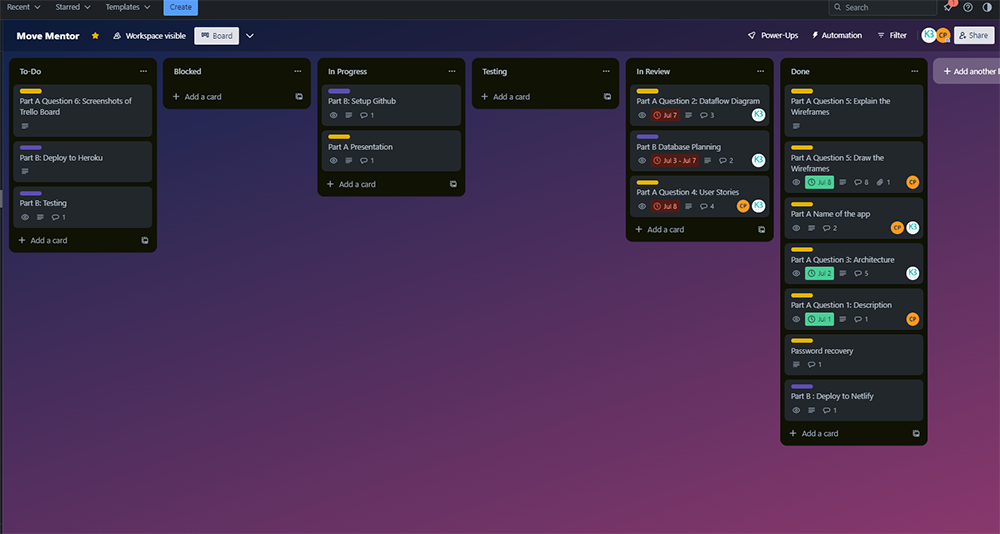 Recent
Starred
Templates
Create
Search
Move Mentor
Workspace visible
Board
Power-Ups
Automation
Filter
K3
CP
Share
To-Do
Part A Question 6: Screenshots of
Trello Board
Part B: Deploy to Heroku
Part B: Testing
1
Add a card
Blocked
Add a card
In Progress
Part B: Setup Github
1
Part A Presentation
1
Add a card
Testing
Add a card
In Review
Part A Question 2: Dataflow Diagram
Jul 7
3
K3
Part B Database Planning
Jul 3 - Jul 7
2
K3
Part A Question 4: User Stories
Jul 8
4
CP
K3
Add a card
Done
Part A Question 5: Explain the
Wireframes
Part A Question 5: Draw the
Wireframes
Jul 8
8
1
CP
Part A Name of the app
2
CP
K3
Part A Question 3: Architecture
Jul 2
5
K3
Part A Question 1: Description
Jul 1
1
CP
Password recovery
1
Part B : Deploy to Netlify
1
Add a card
Add another l